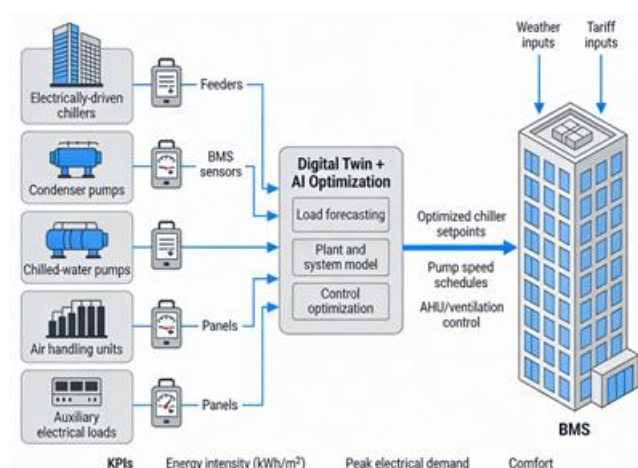 Electrically-driven
chillers
Feeders
Condenser pumps
BMS
sensors
Chilled-water pumps
Air handling units
Panels
Auxiliary
electrical loads
Panels
Digital Twin +
AI Optimization
Load forecasting
Plant and
system model
Control
optimization
Optimized chiller
setpoints
Pump speed
schedules
AHU/ventilation
control
Weather
inputs
Tariff
inputs
BMS
KPIs
Energy intensity (kWh/m²)
Peak electrical demand
Comfort